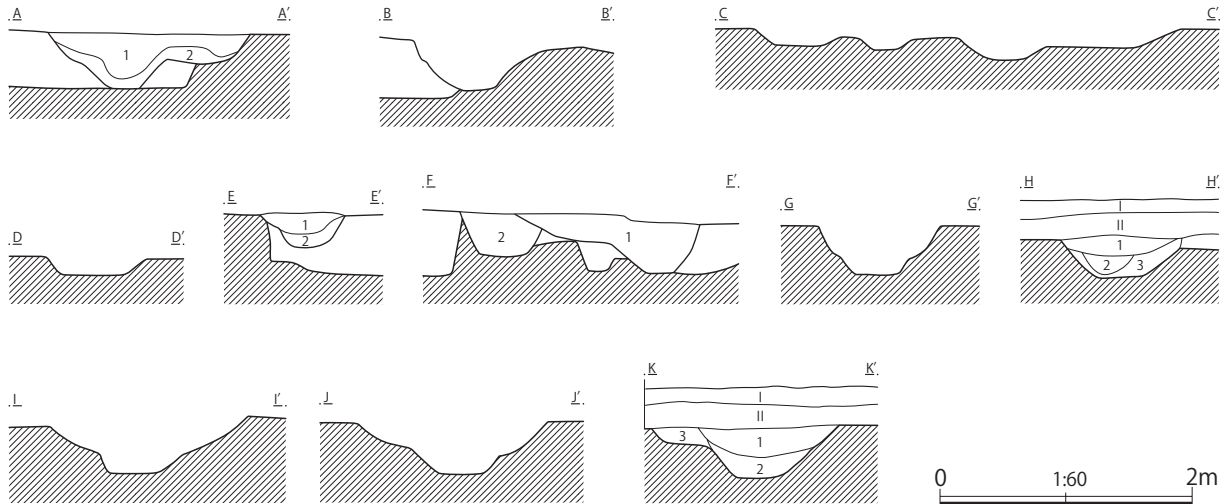 A A′ B B′ C C′
1 2
D D′ E E′ F F′ G G′ H H′
I
II
1 2 2 1 1
2 3
I I′ J J′ K K′
I
II
3 1
2
0 1:60 2m